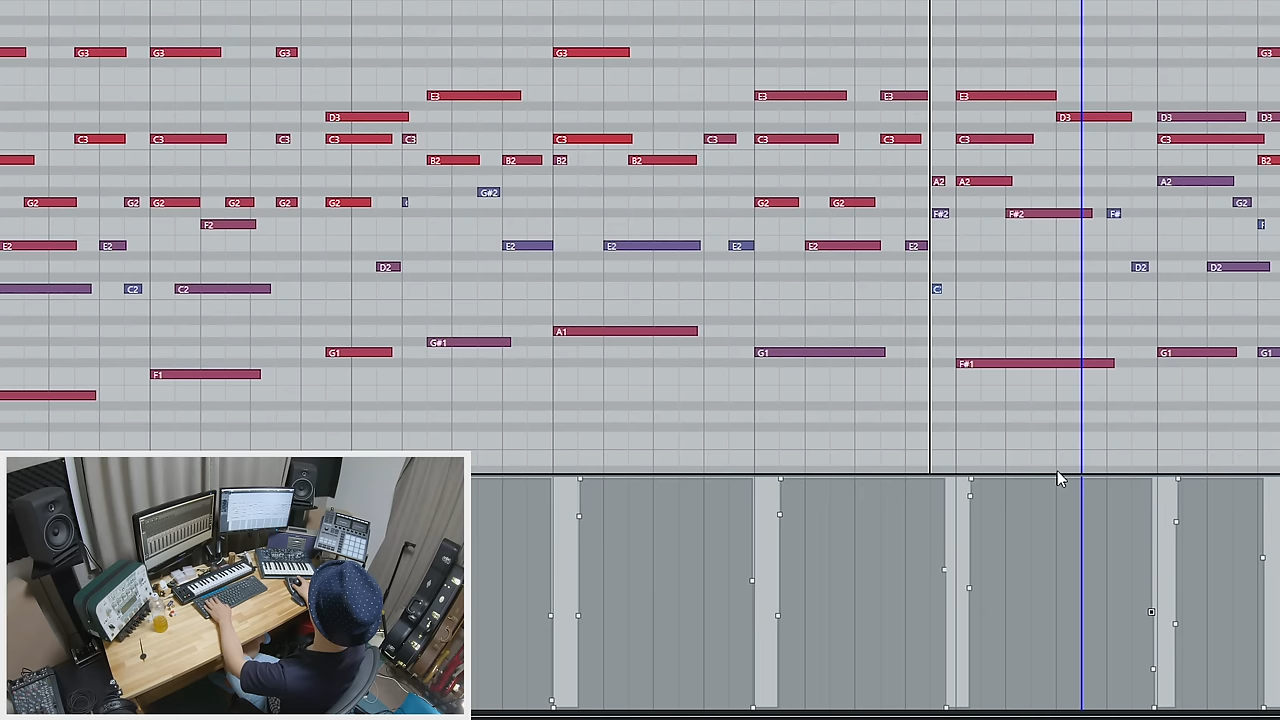 G3 G3 G3 G3 G3
E3 E3 E3 E3
D3 D3 D3 D3
C3 C3 C3 C3 C3 C3 C3 C3 C3 C3 C3
B2 B2 B2 B2 B2
A2 A2 A2
G#2
G2 G2 G2 G2 G2 G2 G2 G2 G2
F#2 F#2 F#
F2
E2 E2 E2 E2 E2 E2 E2
D2 D2 D2
C2 C2
A1
G#1
G1 G1 G1 G1
F#1
F1